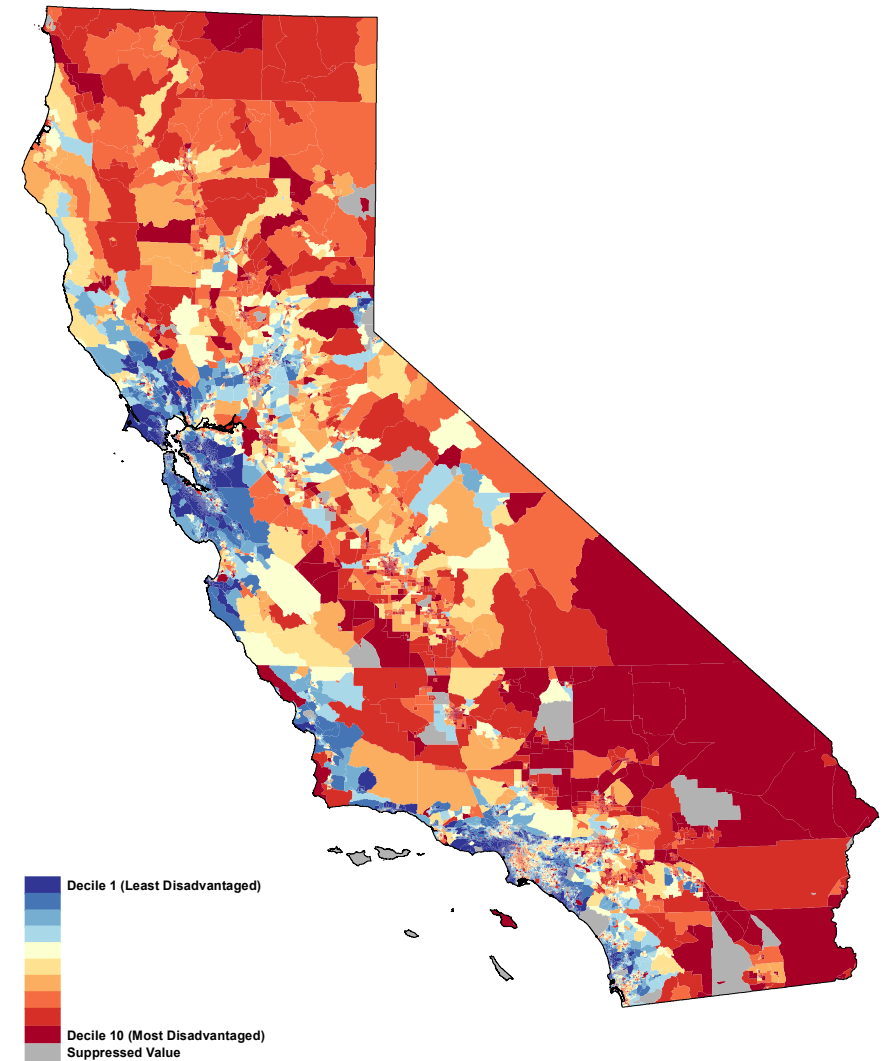 Decile 1 (Least Disadvantaged)
Decile 10 (Most Disadvantaged)
Suppressed Value